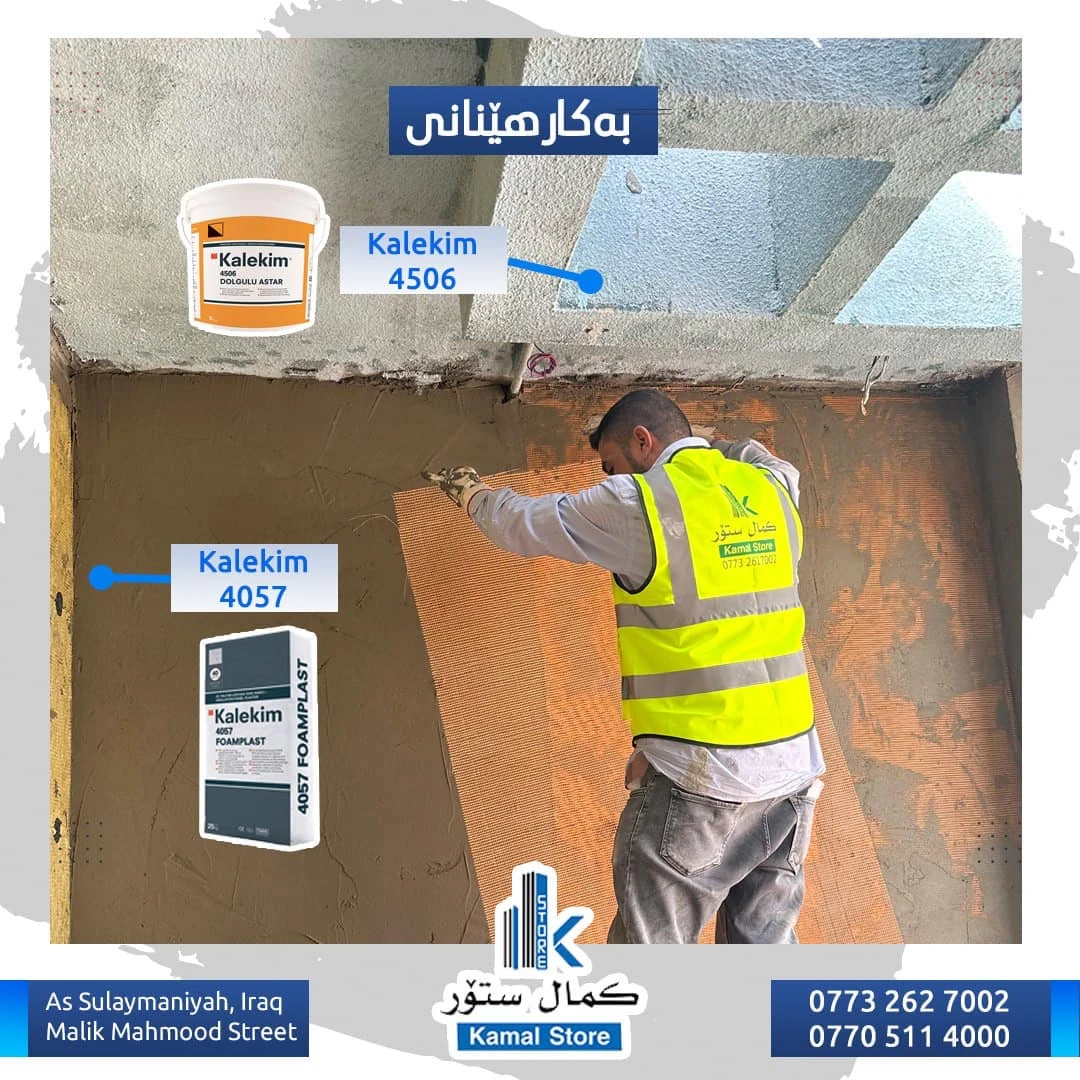 بەکارهێنانی
Kalekim
4506
Kalekim
4506
DOLGULU ASTAR
Kalekim
4057
Kalekim
4057
FOAMPLAST
4057 FOAMPLAST
کمال ستۆر
Kamal Store
0773 262 7002
STORE
K
کمال ستۆر
Kamal Store
As Sulaymaniyah, Iraq
Malik Mahmood Street
0773 262 7002
0770 511 4000